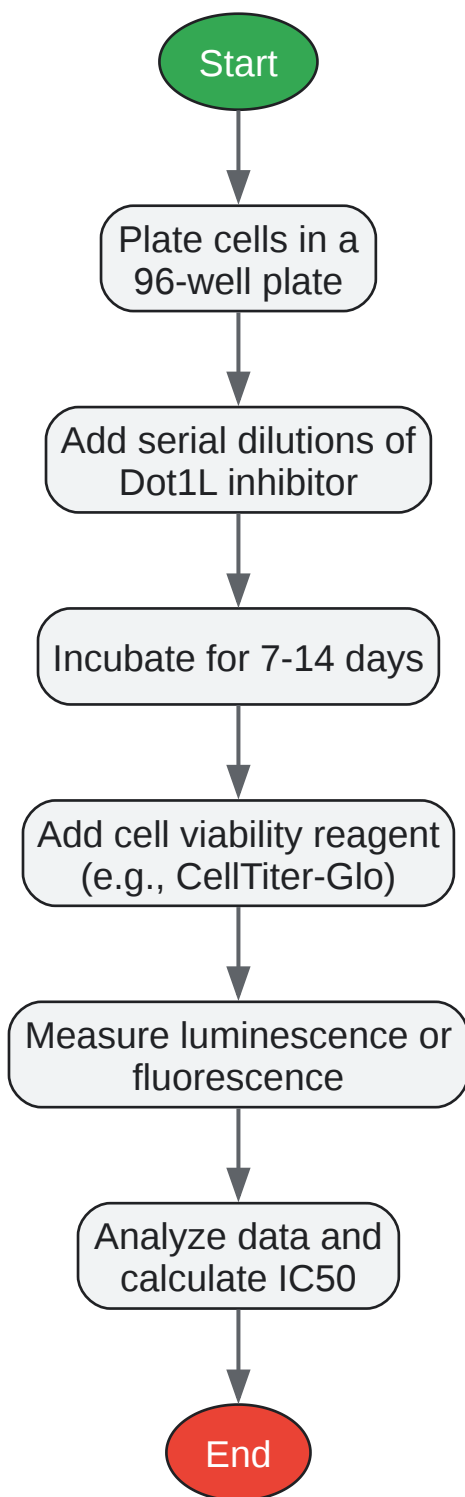 Start
Plate cells in a
96-well plate
Add serial dilutions of
Dot1L inhibitor
Incubate for 7-14 days
Add cell viability reagent
(e.g., CellTiter-Glo)
Measure luminescence or
fluorescence
Analyze data and
calculate IC50
End